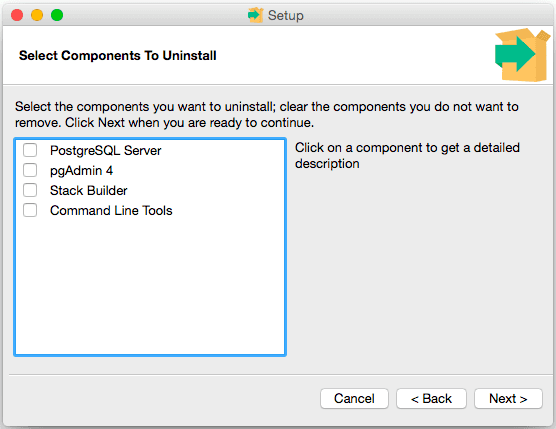 Setup
Select Components To Uninstall
Select the components you want to uninstall; clear the components you do not want to
remove. Click Next when you are ready to continue.
PostgreSQL Server
pgAdmin 4
Stack Builder
Command Line Tools
Click on a component to get a detailed
description
Cancel
< Back
Next >